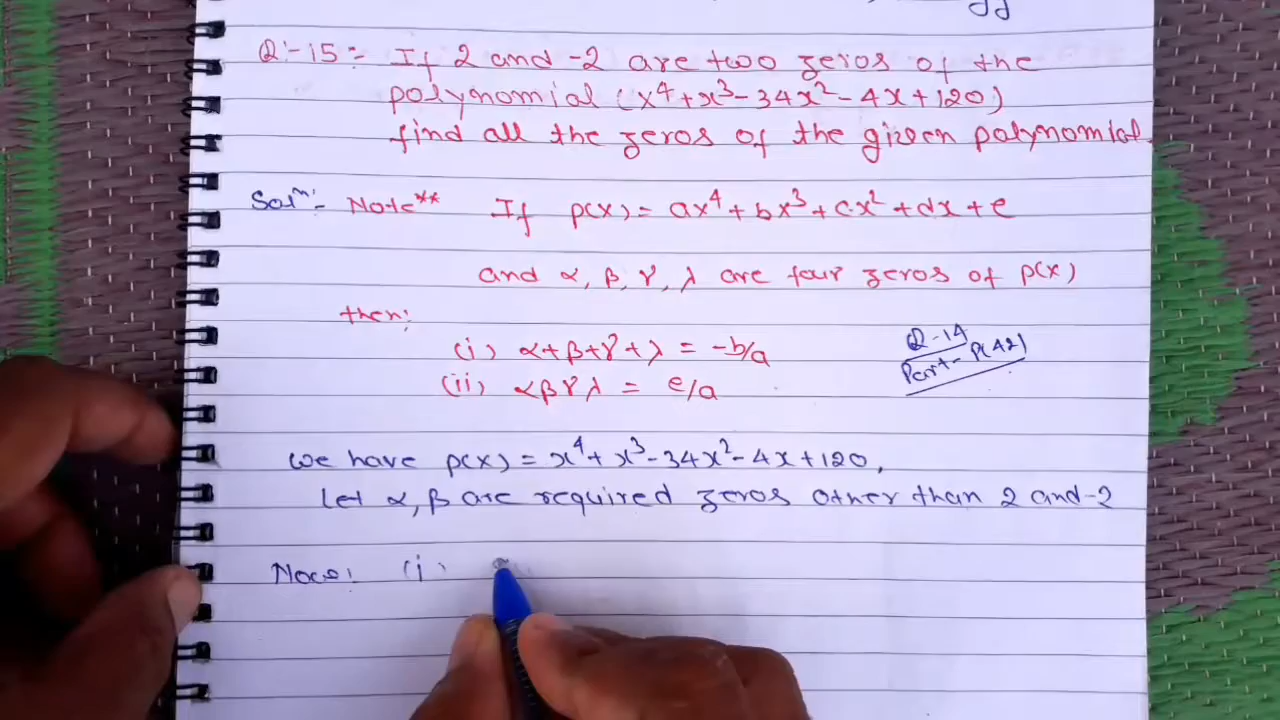 Q:-15:- If 2 and -2 are two zeros of the
polynomial (x⁴+x³-34x²-4x+120)
find all the zeros of the given polynomial.
Solⁿ:- Note** If p(x)= ax⁴+bx³+c.x²+dx+e
and α, β, γ, λ are four zeros of p(x)
then:
(i) α+β+γ+λ = -b/a
(ii) αβγλ = e/a
Q-14
Part-P(42)
we have p(x) = x⁴+x³-34x²-4x+120,
Let α, β are required zeros other than 2 and-2
Now: (i)